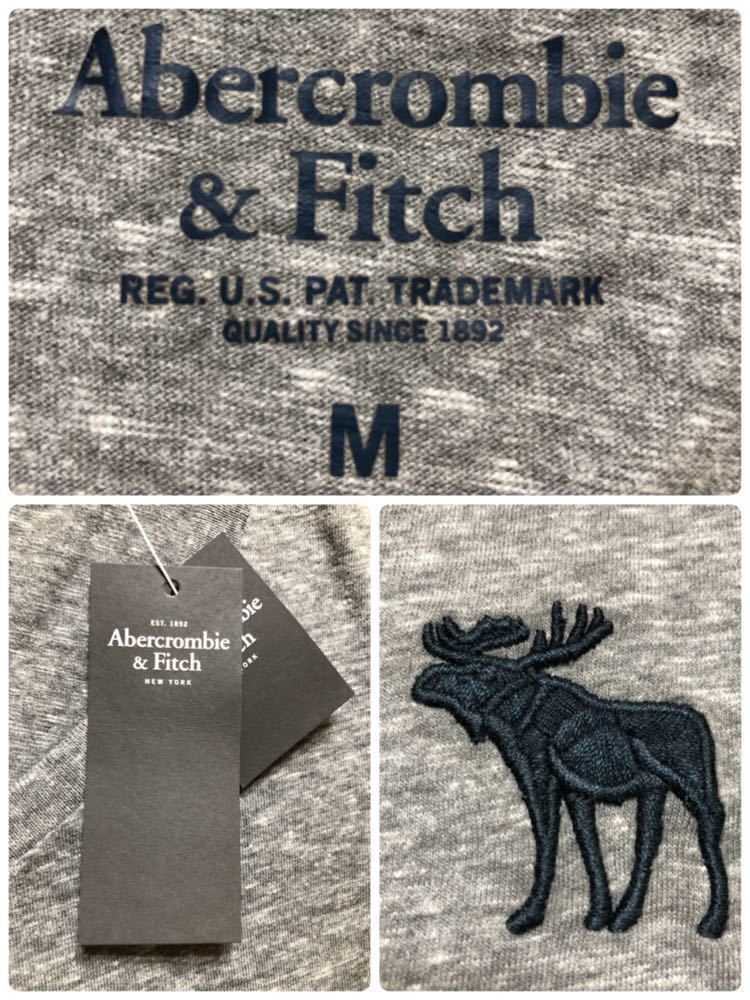 Abercrombie
& Fitch
REG. U.S. PAT. TRADEMARK
QUALITY SINCE 1892
M
EST. 1892
Abercrombie
& Fitch
NEW YORK